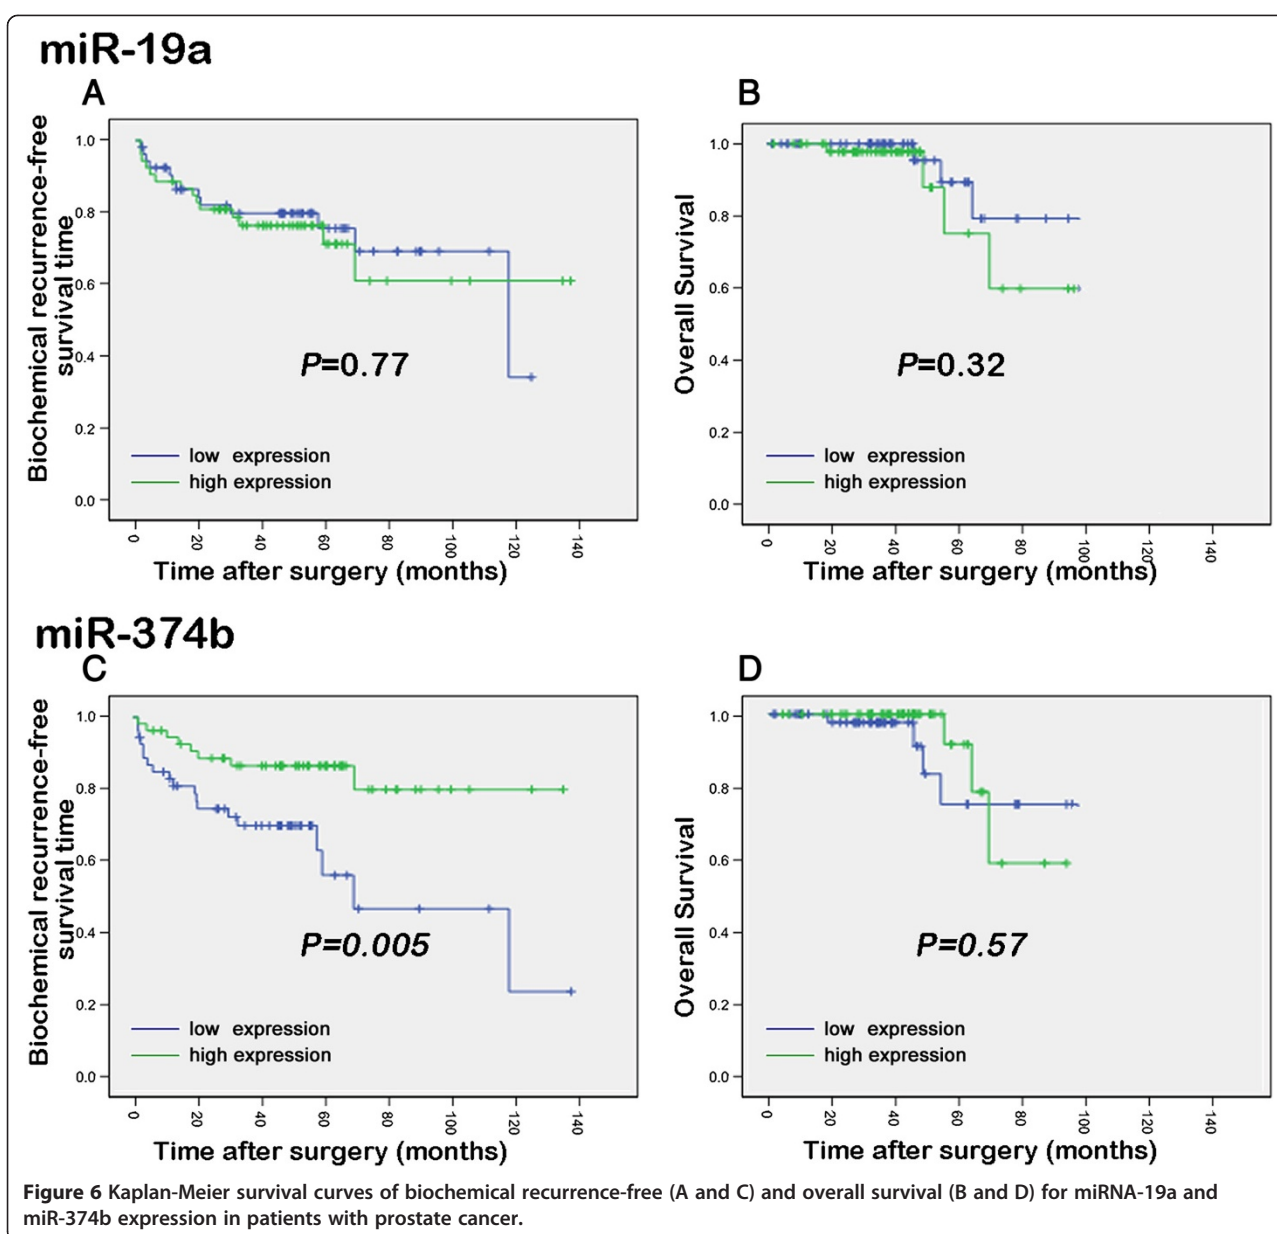 miR-19a
A
Biochemical recurrence-free
survival time
1.0
0.8
0.6
0.4
0.2
0.0
P=0.77
low expression
high expression
0 20 40 60 80 100 120 140
Time after surgery (months)
B
Overall Survival
1.0
0.8
0.6
0.4
0.2
0.0
P=0.32
low expression
high expression
0 20 40 60 80 100 120 140
Time after surgery (months)
miR-374b
C
Biochemical recurrence-free
survival time
1.0
0.8
0.6
0.4
0.2
0.0
P=0.005
low expression
high expression
0 20 40 60 80 100 120 140
Time after surgery (months)
D
Overall Survival
1.0
0.8
0.6
0.4
0.2
0.0
P=0.57
low expression
high expression
0 20 40 60 80 100 120 140
Time after surgery (months)
Figure 6 Kaplan-Meier survival curves of biochemical recurrence-free (A and C) and overall survival (B and D) for miRNA-19a and
miR-374b expression in patients with prostate cancer.